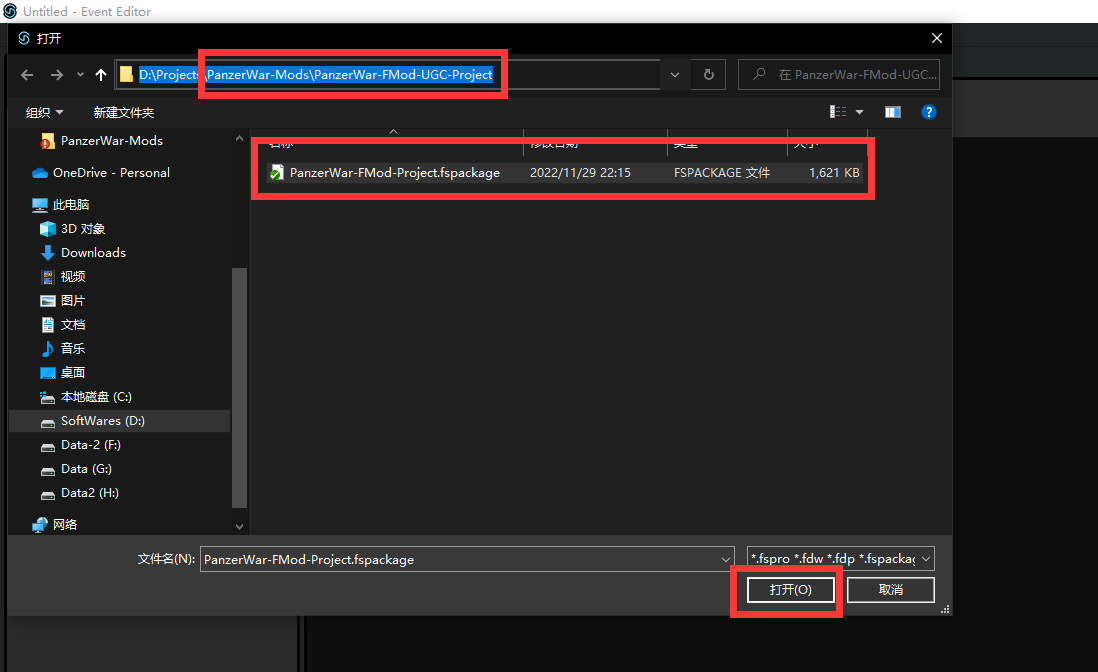 Untitled - Event Editor
打开
D:\Projects\PanzerWar-Mods\PanzerWar-FMod-UGC-Project
在 PanzerWar-FMod-UGC...
组织
新建文件夹
PanzerWar-Mods
OneDrive - Personal
此电脑
3D 对象
Downloads
视频
图片
文档
音乐
桌面
本地磁盘 (C:)
SoftWares (D:)
Data-2 (F:)
Data (G:)
Data2 (H:)
网络
名称 修改日期 类型 大小
PanzerWar-FMod-Project.fspackage 2022/11/29 22:15 FSPACKAGE 文件 1,621 KB
文件名(N): PanzerWar-FMod-Project.fspackage *.fspro *.fdw *.fdp *.fspackag
打开(O) 取消